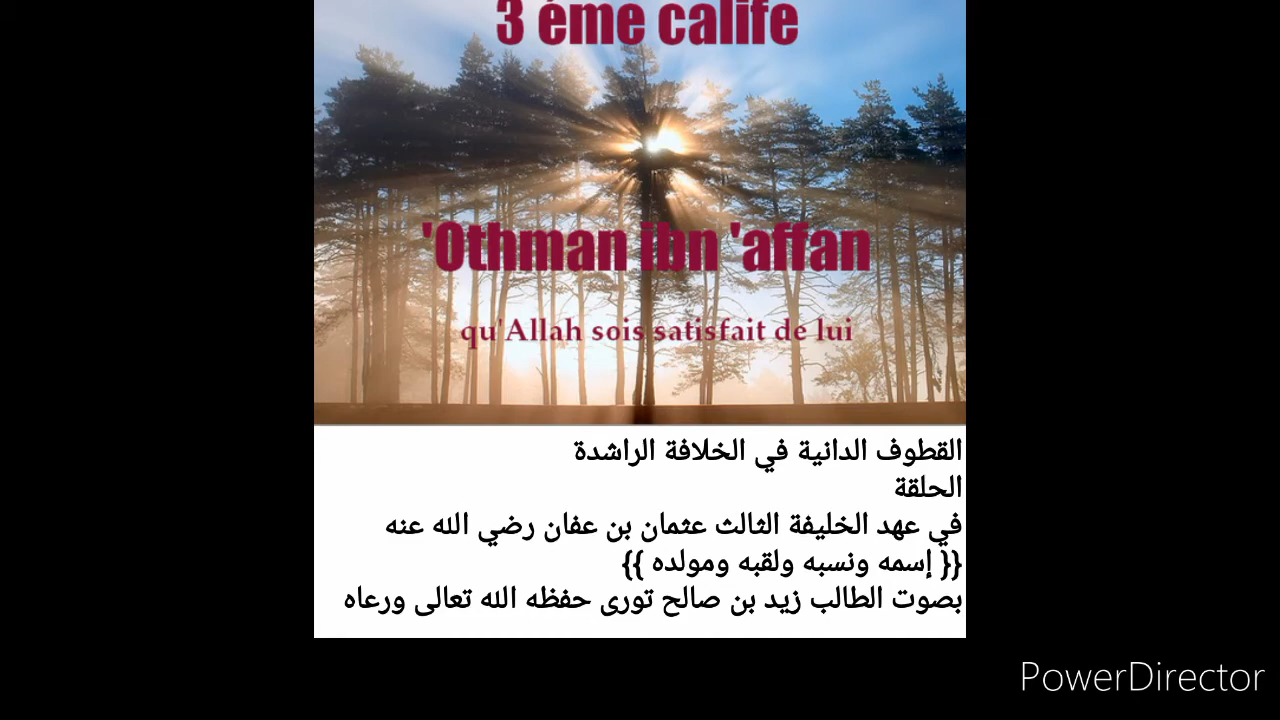 3 éme calife
'Othman ibn 'affan
qu'Allah sois satisfait de lui
القطوف الدانية في الخلافة الراشدة
الحلقة
في عهد الخليفة الثالث عثمان بن عفان رضي الله عنه
{{ إسمه ونسبه ولقبه ومولده }}
بصوت الطالب زيد بن صالح تورى حفظه الله تعالى ورعاه
PowerDirector